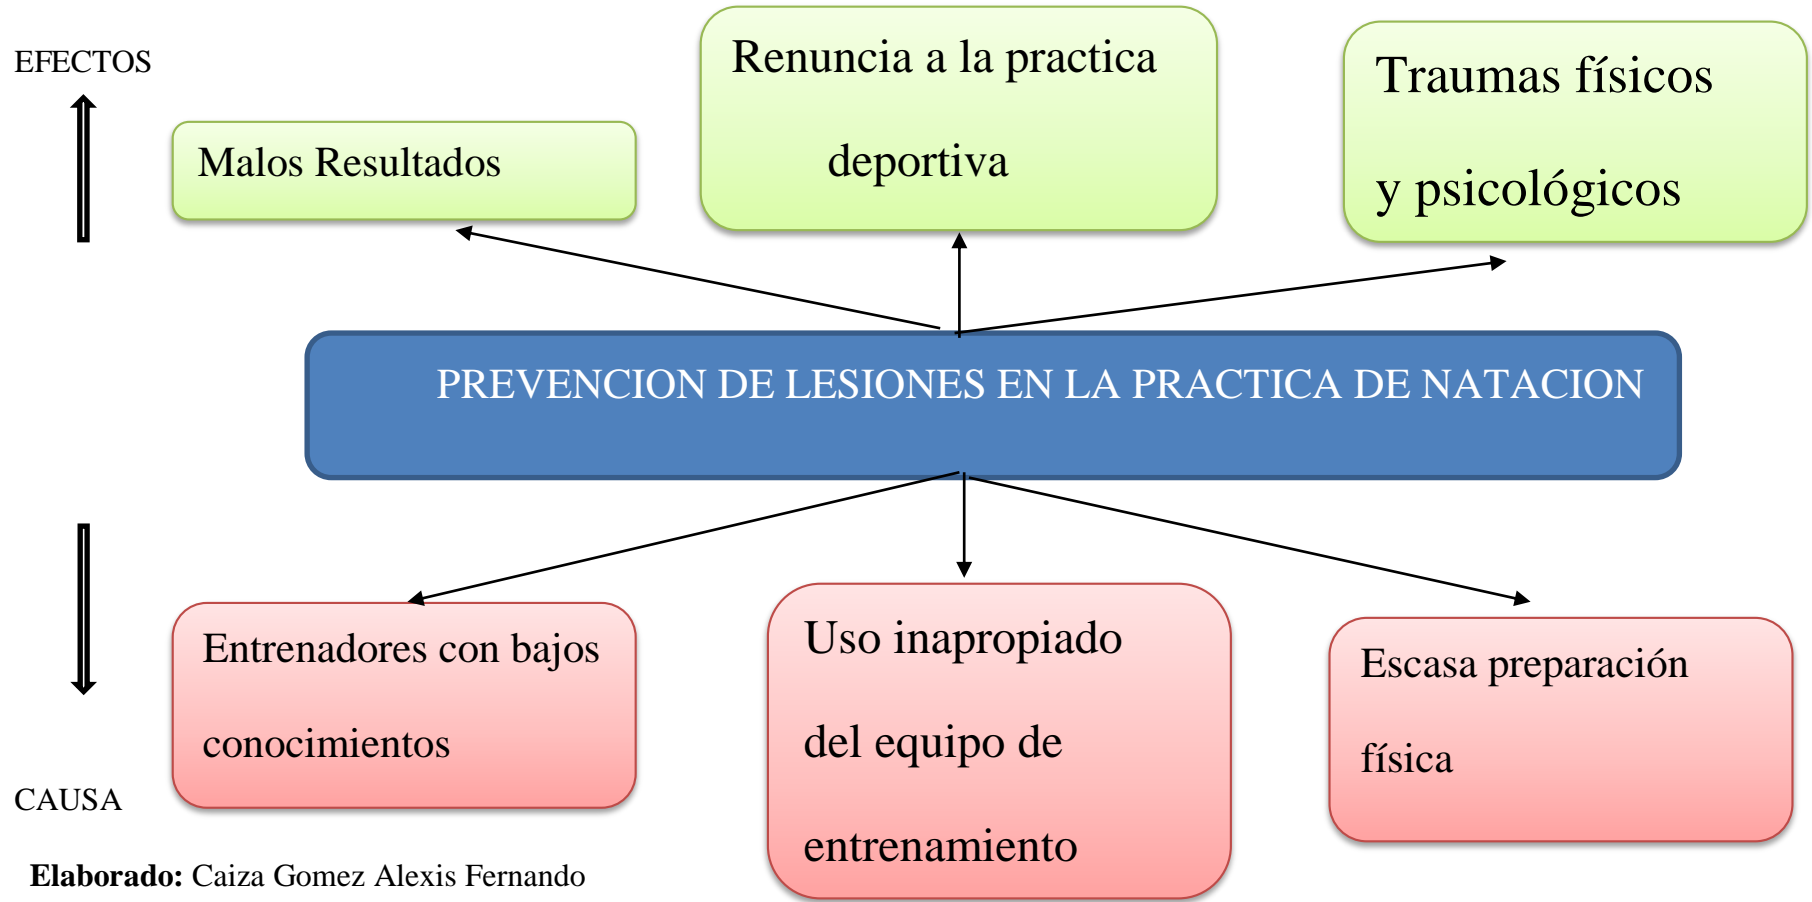 EFECTOS
Malos Resultados
Renuncia a la practica
deportiva
Traumas físicos
y psicológicos
PREVENCION DE LESIONES EN LA PRACTICA DE NATACION
Entrenadores con bajos
conocimientos
Uso inapropiado
del equipo de
entrenamiento
Escasa preparación
física
CAUSA
Elaborado: Caiza Gomez Alexis Fernando